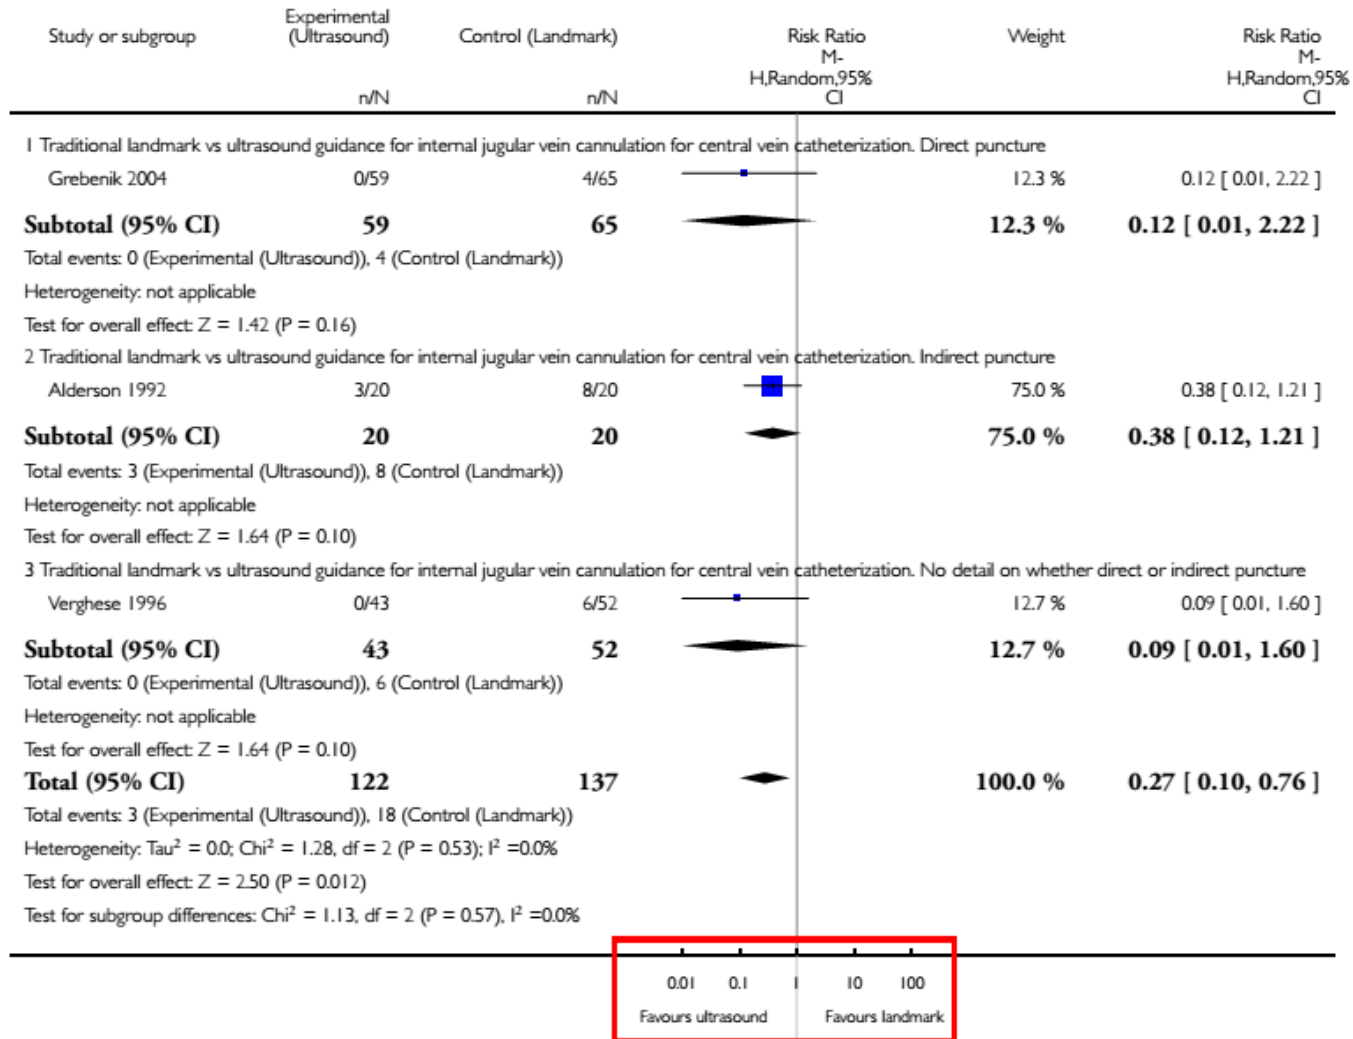 Study or subgroup Experimental (Ultrasound) Control (Landmark) Risk Ratio Weight Risk Ratio
M-H,Random,95% CI M-H,Random,95% CI
n/N n/N
1 Traditional landmark vs ultrasound guidance for internal jugular vein cannulation for central vein catheterization. Direct puncture
Grebenik 2004 0/59 4/65 12.3 % 0.12 [ 0.01, 2.22 ]
Subtotal (95% CI) 59 65 12.3 % 0.12 [ 0.01, 2.22 ]
Total events: 0 (Experimental (Ultrasound)), 4 (Control (Landmark))
Heterogeneity: not applicable
Test for overall effect: Z = 1.42 (P = 0.16)
2 Traditional landmark vs ultrasound guidance for internal jugular vein cannulation for central vein catheterization. Indirect puncture
Alderson 1992 3/20 8/20 75.0 % 0.38 [ 0.12, 1.21 ]
Subtotal (95% CI) 20 20 75.0 % 0.38 [ 0.12, 1.21 ]
Total events: 3 (Experimental (Ultrasound)), 8 (Control (Landmark))
Heterogeneity: not applicable
Test for overall effect: Z = 1.64 (P = 0.10)
3 Traditional landmark vs ultrasound guidance for internal jugular vein cannulation for central vein catheterization. No detail on whether direct or indirect puncture
Verghese 1996 0/43 6/52 12.7 % 0.09 [ 0.01, 1.60 ]
Subtotal (95% CI) 43 52 12.7 % 0.09 [ 0.01, 1.60 ]
Total events: 0 (Experimental (Ultrasound)), 6 (Control (Landmark))
Heterogeneity: not applicable
Test for overall effect: Z = 1.64 (P = 0.10)
Total (95% CI) 122 137 100.0 % 0.27 [ 0.10, 0.76 ]
Total events: 3 (Experimental (Ultrasound)), 18 (Control (Landmark))
Heterogeneity: Tau² = 0.0; Chi² = 1.28, df = 2 (P = 0.53); I² =0.0%
Test for overall effect: Z = 2.50 (P = 0.012)
Test for subgroup differences: Chi² = 1.13, df = 2 (P = 0.57), I² =0.0%
0.01 0.1 1 10 100
Favours ultrasound Favours landmark